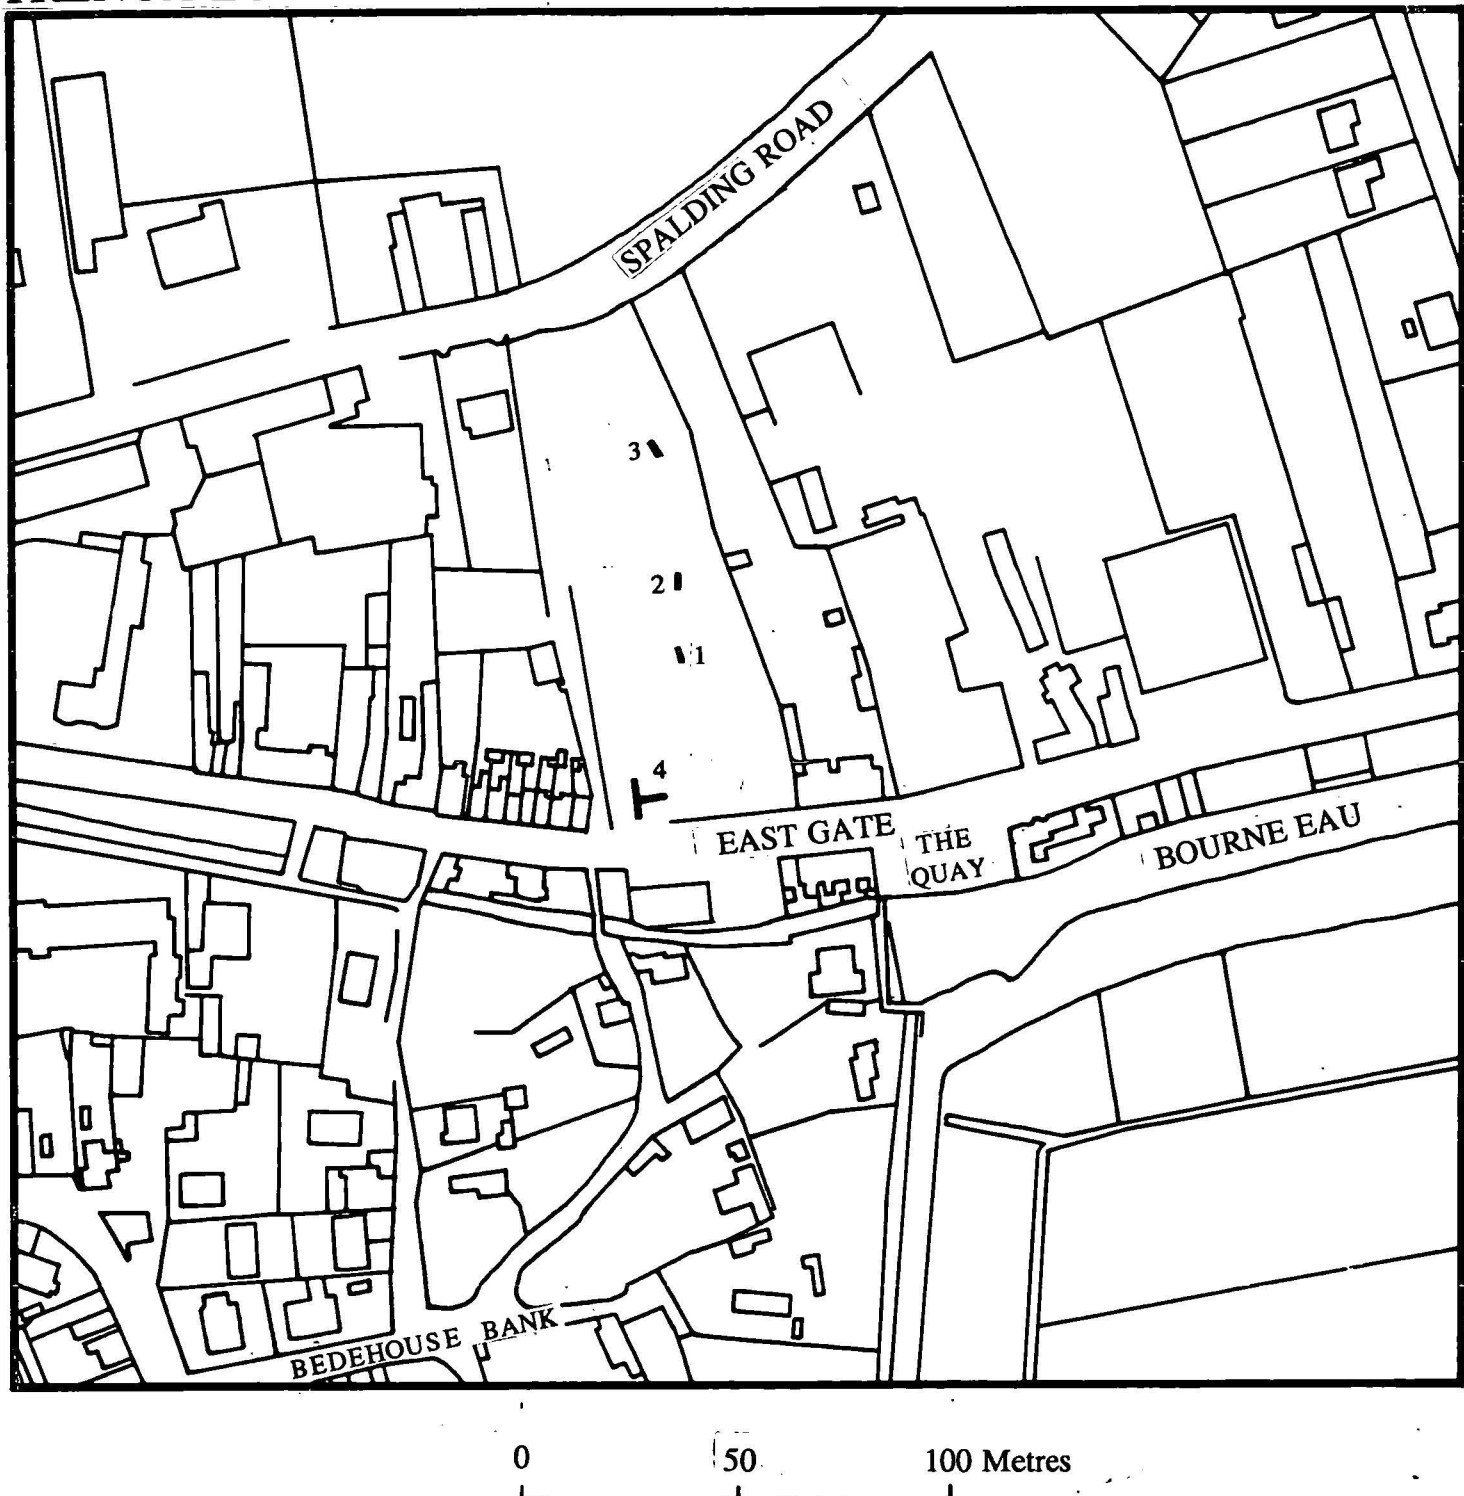 SPALDING ROAD
3
2
1
4
EAST GATE
THE
QUAY
BOURNE EAU
BEDEHOUSE BANK
0 50 100 Metres